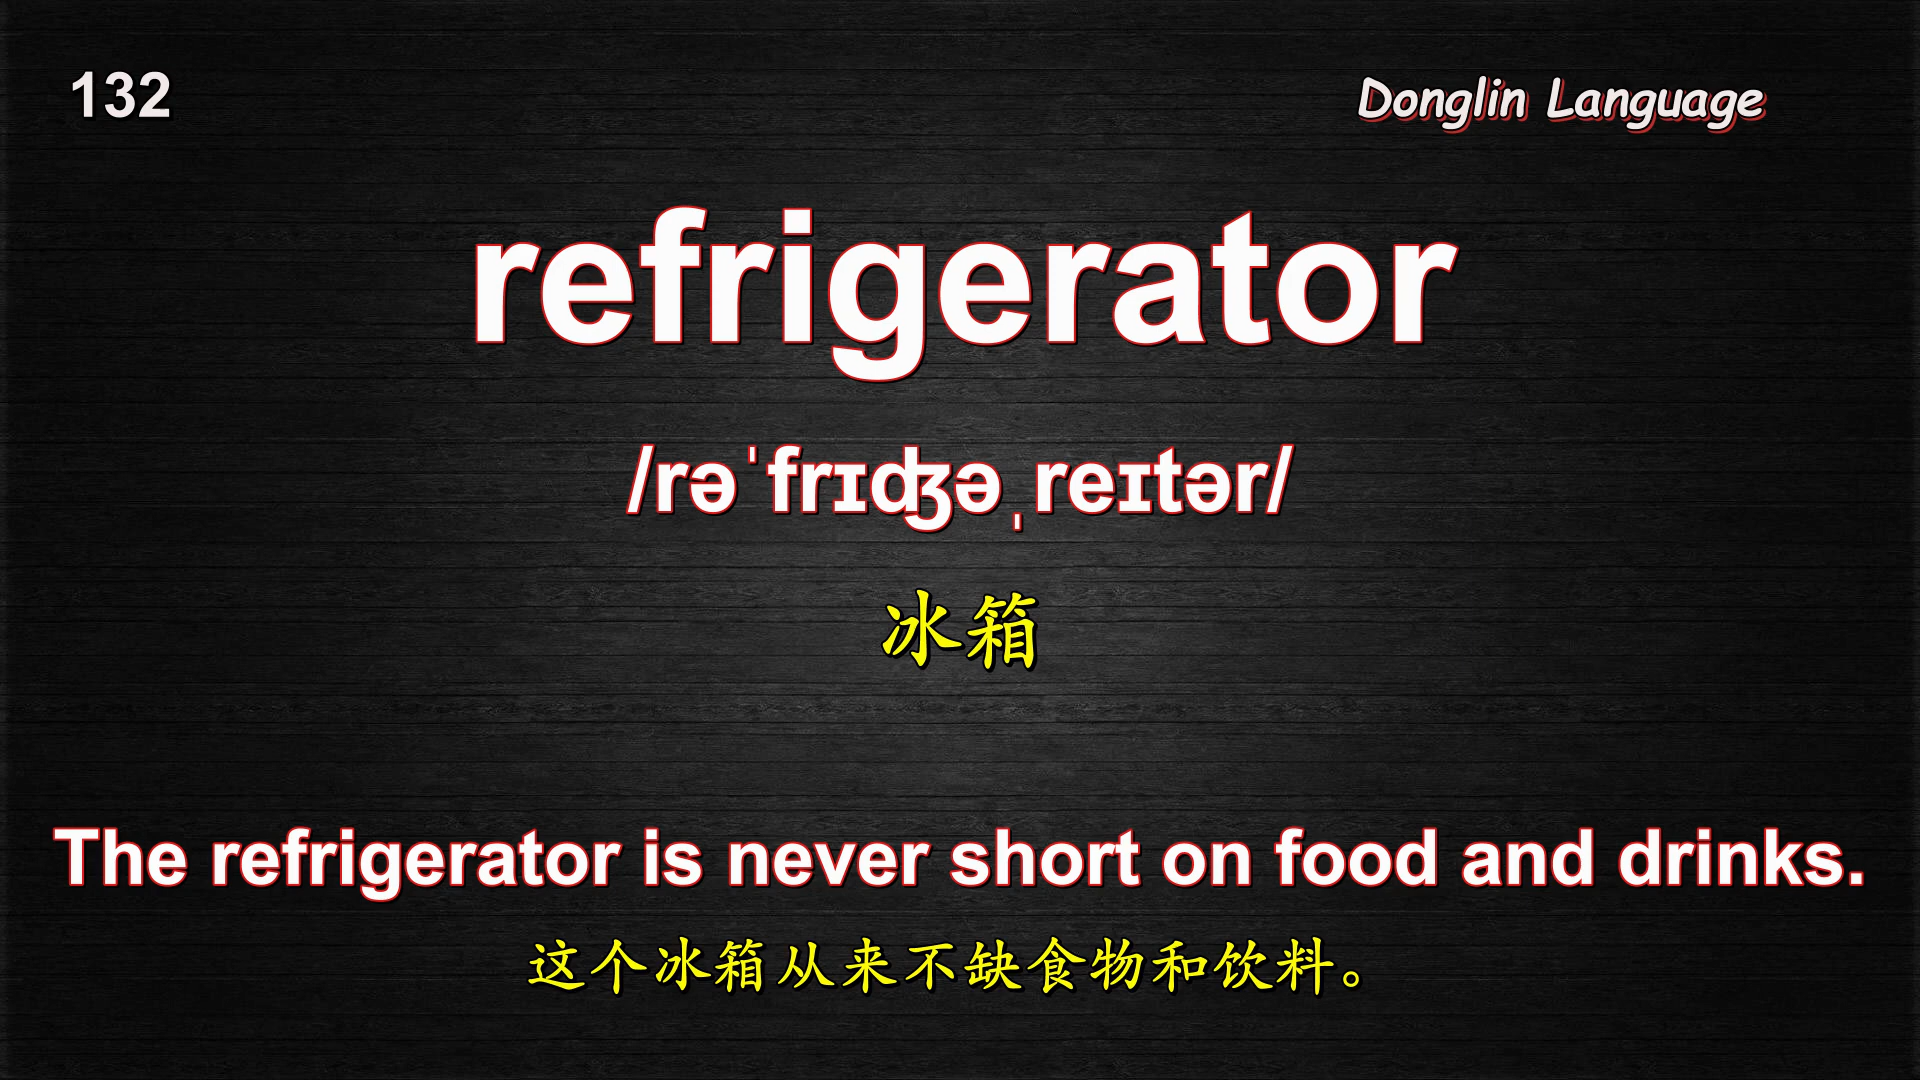 132
Donglin Language
refrigerator
/rəˈfrɪʤəˌreɪtər/
冰箱
The refrigerator is never short on food and drinks.
这个冰箱从来不缺食物和饮料。